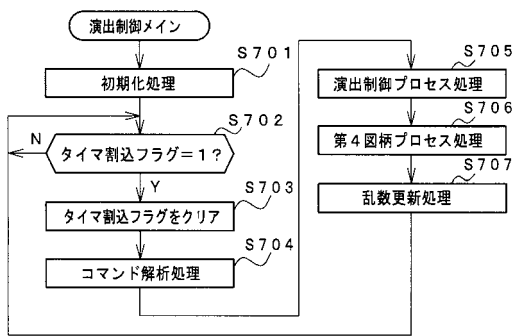 演出制御メイン
S701
初期化処理
S702
N
タイマ割込フラグ=1?
Y
S703
タイマ割込フラグをクリア
S704
コマンド解析処理
S705
演出制御プロセス処理
S706
第4図柄プロセス処理
S707
乱数更新処理